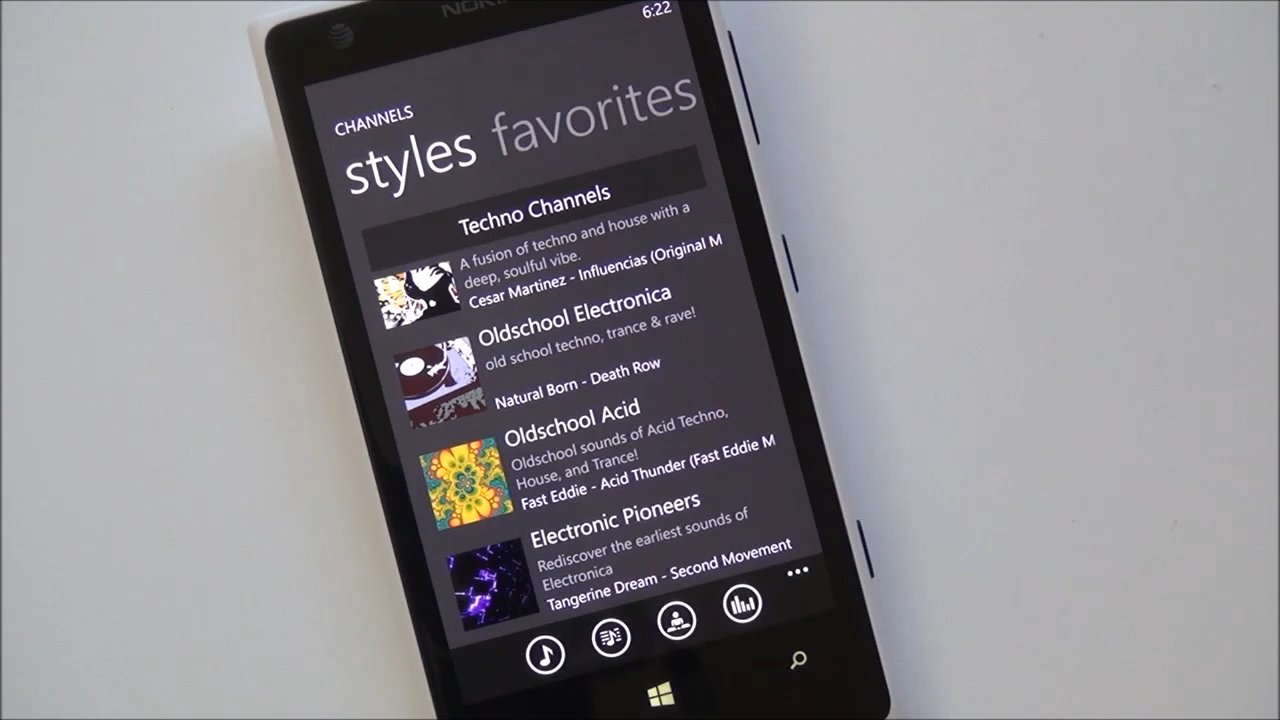 NOKIA
6:22
CHANNELS
styles favorites
Techno Channels
A fusion of techno and house with a
deep, soulful vibe.
Cesar Martinez - Influencias (Original M
Oldschool Electronica
old school techno, trance & rave!
Natural Born - Death Row
Oldschool Acid
Oldschool sounds of Acid Techno,
House, and Trance!
Fast Eddie - Acid Thunder (Fast Eddie M
Electronic Pioneers
Rediscover the earliest sounds of
Electronica
Tangerine Dream - Second Movement